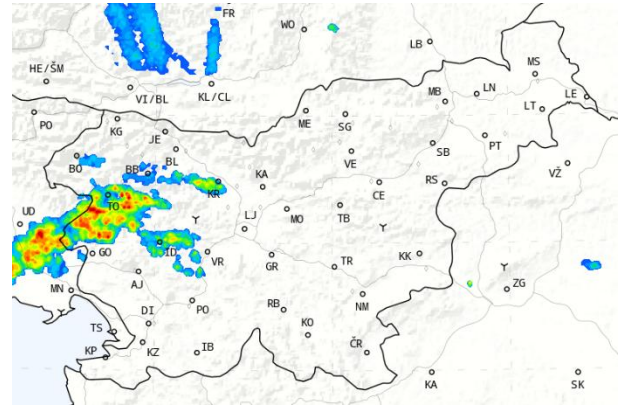 FR
WO
LB
HE/ŠM
VI/BL
KL/CL
MS
LN
MB
LE
PO
KG
ME
SG
LT
JE
PT
BO
BB
BL
VE
SB
VŽ
KR
KA
CE
RS
TO
MO
TB
UD
LJ
GO
ID
VR
GR
TR
KK
AJ
MN
PO
RB
NM
ZG
TS
DI
KO
KP
KZ
IB
ČR
KA
SK